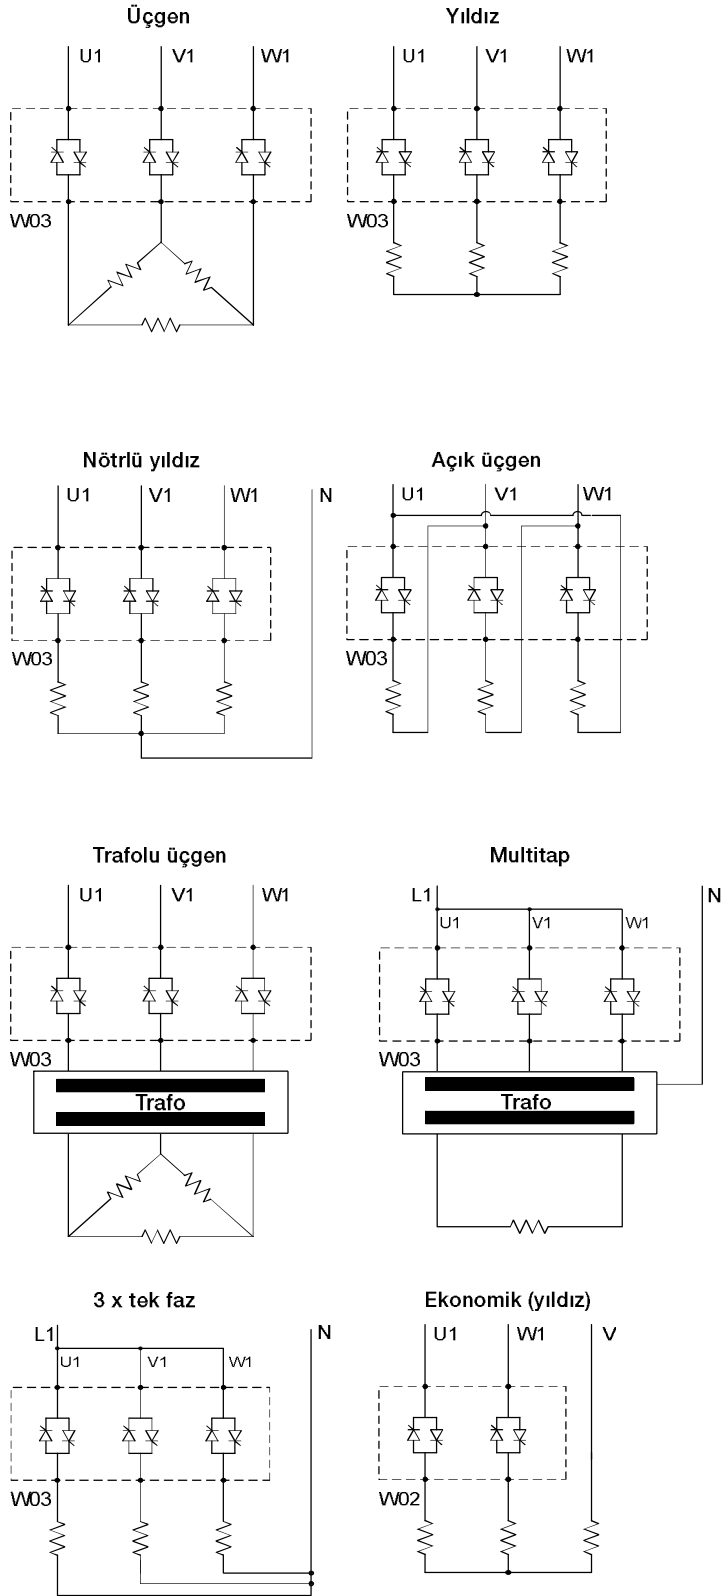 Üçgen
U1 V1 W1
W03
Yıldız
U1 V1 W1
W03
Nötrlü yıldız
U1 V1 W1 N
W03
Açık üçgen
U1 V1 W1
W03
Trafolu üçgen
U1 V1 W1
W03
Trafo
Multitap
L1 N
U1 V1 W1
W03
Trafo
3 x tek faz
L1 N
U1 V1 W1
W03
Ekonomik (yıldız)
U1 W1 V
W02